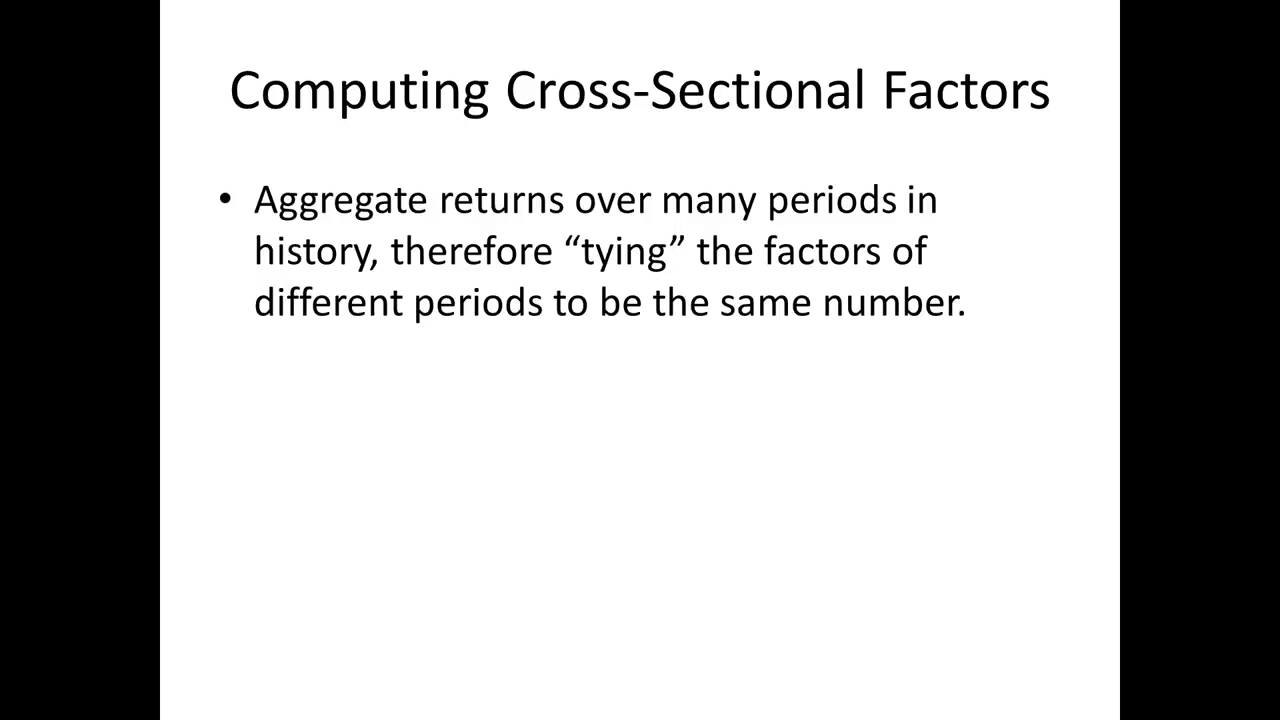 Computing Cross-Sectional Factors
• Aggregate returns over many periods in
history, therefore “tying” the factors of
different periods to be the same number.